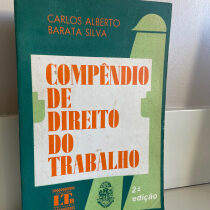 CARLOS ALBERTO
BARATA SILVA
COMPÊNDIO
DE
DIREITO
DO
TRABALHO
2ª edição
LTr